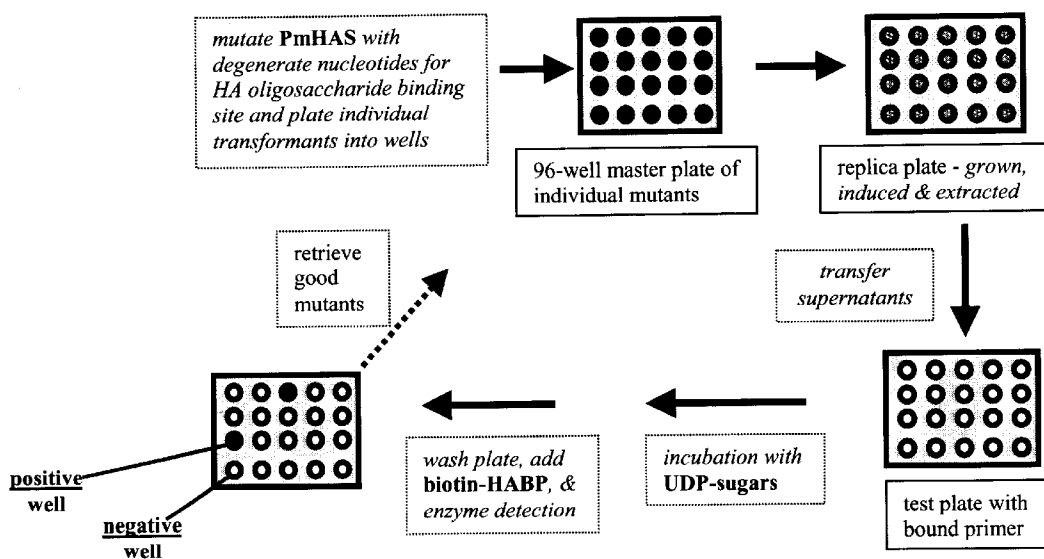 mutate PmHAS with
degenerate nucleotides for
HA oligosaccharide binding
site and plate individual
transformants into wells
96-well master plate of
individual mutants
replica plate - grown,
induced & extracted
transfer
supernatants
test plate with
bound primer
incubation with
UDP-sugars
wash plate, add
biotin-HABP, &
enzyme detection
retrieve
good
mutants
positive
well
negative
well